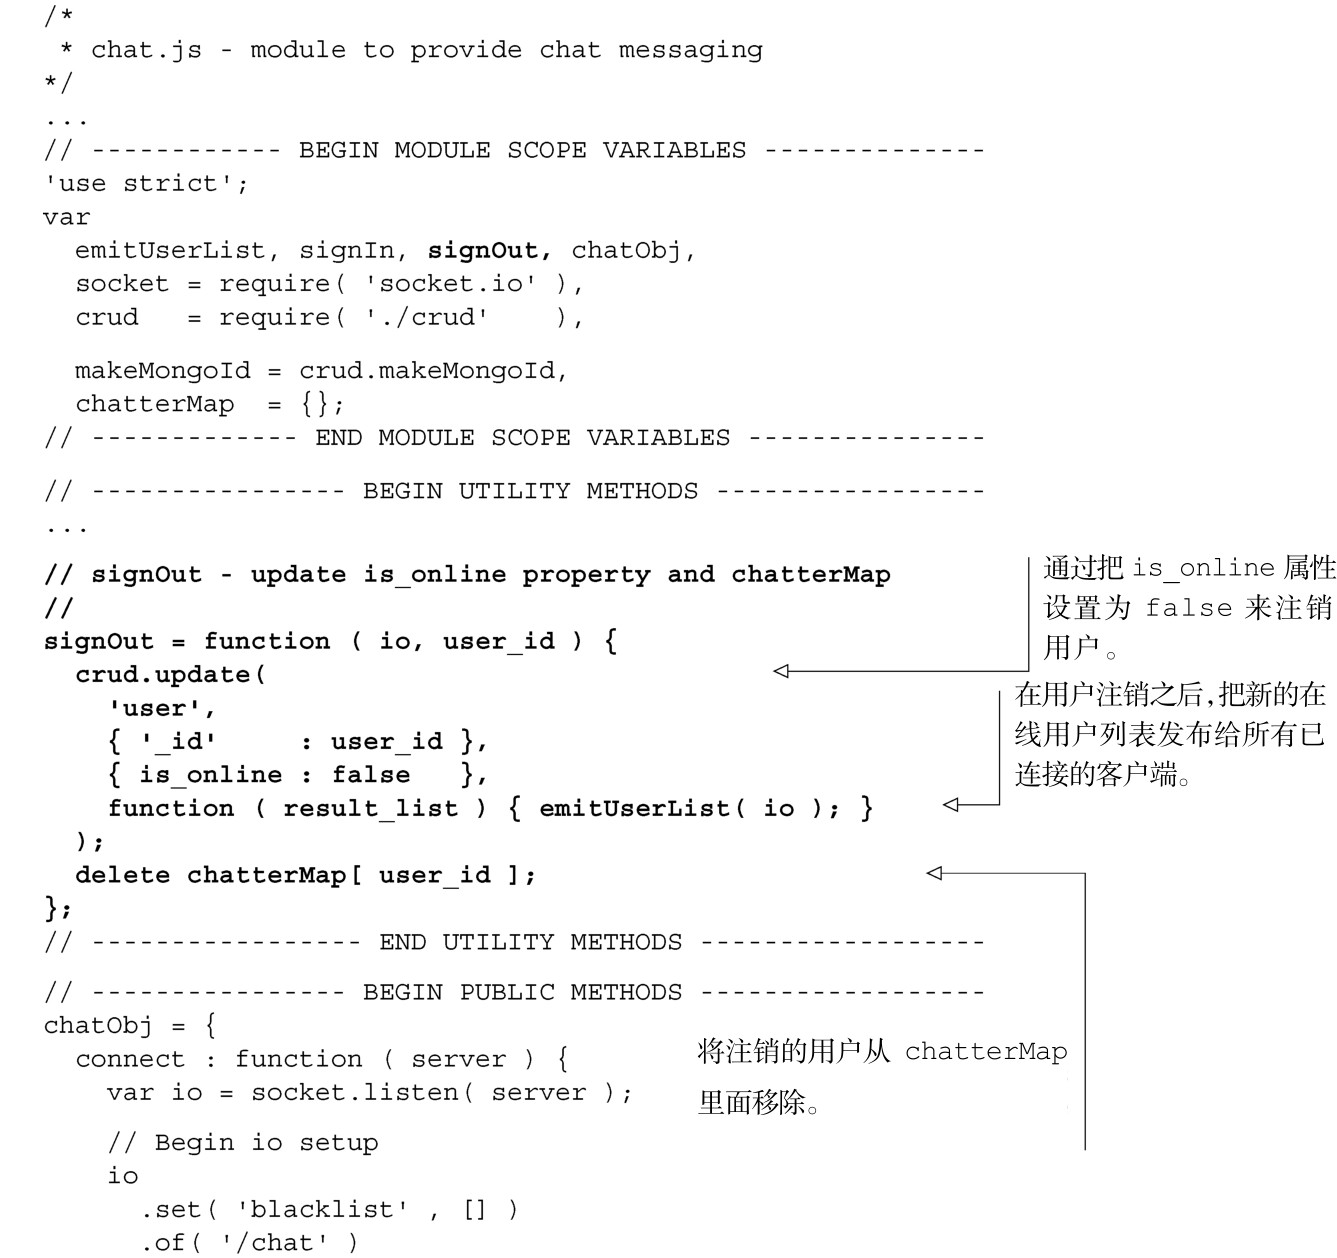 /*
 * chat.js - module to provide chat messaging
*/
...
// ------------ BEGIN MODULE SCOPE VARIABLES --------------
'use strict';
var
  emitUserList, signIn, signOut, chatObj,
  socket = require( 'socket.io' ),
  crud   = require( './crud'    ),
  makeMongoId = crud.makeMongoId,
  chatterMap  = {};
// ------------- END MODULE SCOPE VARIABLES ---------------
// ---------------- BEGIN UTILITY METHODS -----------------
...
// signOut - update is_online property and chatterMap
//
signOut = function ( io, user_id ) {
  crud.update(
    'user',
    { '_id'     : user_id },
    { is_online : false   },
    function ( result_list ) { emitUserList( io ); }
  );
  delete chatterMap[ user_id ];
};
通过把 is_online 属性
设置为 false 来注销
用户。
在用户注销之后,把新的在
线用户列表发布给所有已
连接的客户端。
// ----------------- END UTILITY METHODS ------------------
// ---------------- BEGIN PUBLIC METHODS ------------------
chatObj = {
  connect : function ( server ) {
    var io = socket.listen( server );
将注销的用户从 chatterMap
里面移除。
    // Begin io setup
    io
      .set( 'blacklist' , [] )
      .of( '/chat' )